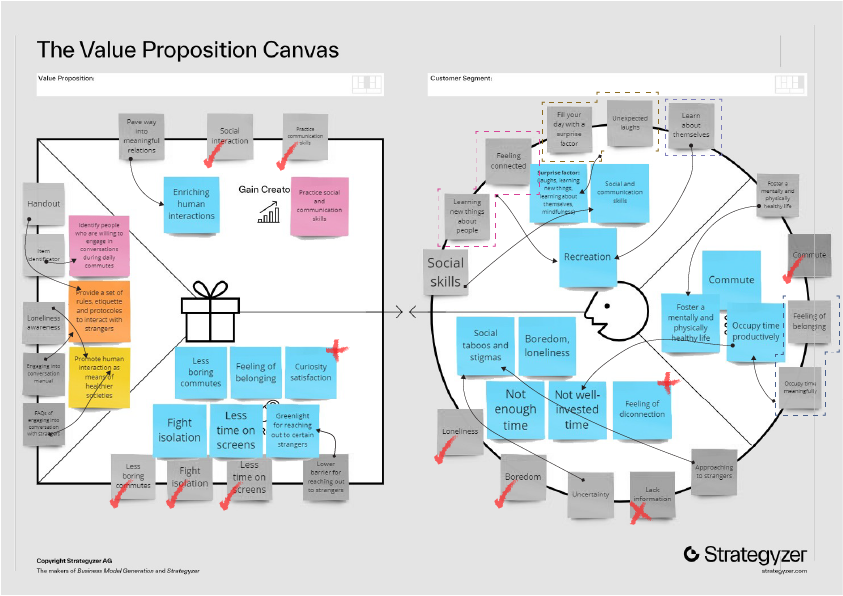 The Value Proposition Canvas
Value Proposition:
Customer Segment:
Pave way
into
meaningful
relations
Social
interaction
Practice
communication
skills
Enriching
human
interactions
Gain Creato
Practice social
and
communication
skills
Handout
Item
identificator
Loneliness
awareness
Engaging into
conversation
manual
FAQs of
engaging into
conversation
with strangers
Identify people
who are willing to
engage in
conversations
during daily
commutes
Provide a set of
rules, etiquette
and protocoles
to interact with
strangers
Promote human
interaction as
means of
healthier
societies
Less
boring
commutes
Feeling of
belonging
Curiosity
satisfaction
Fight
isolation
Less
time on
screens
Greenlight
for reaching
out to certain
strangers
Less
boring
commutes
Fight
isolation
Less
time on
screens
Lower
barrier for
reaching out
to strangers
Fill your
day with a
surprise
factor
Unexpected
laughs
Learn
about
themselves
Feeling
connected
Learning
new things
about
people
Social
skills
Surprise factor:
(laughs, learning
new things,
learning about
themselves,
mindfulness)
Social and
communication
skills
Recreation
Foster a
mentally and
physically
healthy life
Commute
Commute
Foster a
mentally and
physically
healthy life
Occupy time
productively
Feeling of
belonging
Occupy time
meaningfully
Social
taboos and
stigmas
Boredom,
loneliness
Not
enough
time
Not well-
invested
time
Feeling of
diconnection
Loneliness
Boredom
Uncertainty
Lack
information
Approaching
to strangers
Copyright Strategyzer AG
The makers of Business Model Generation and Strategyzer
Strategyzer
strategyzer.com